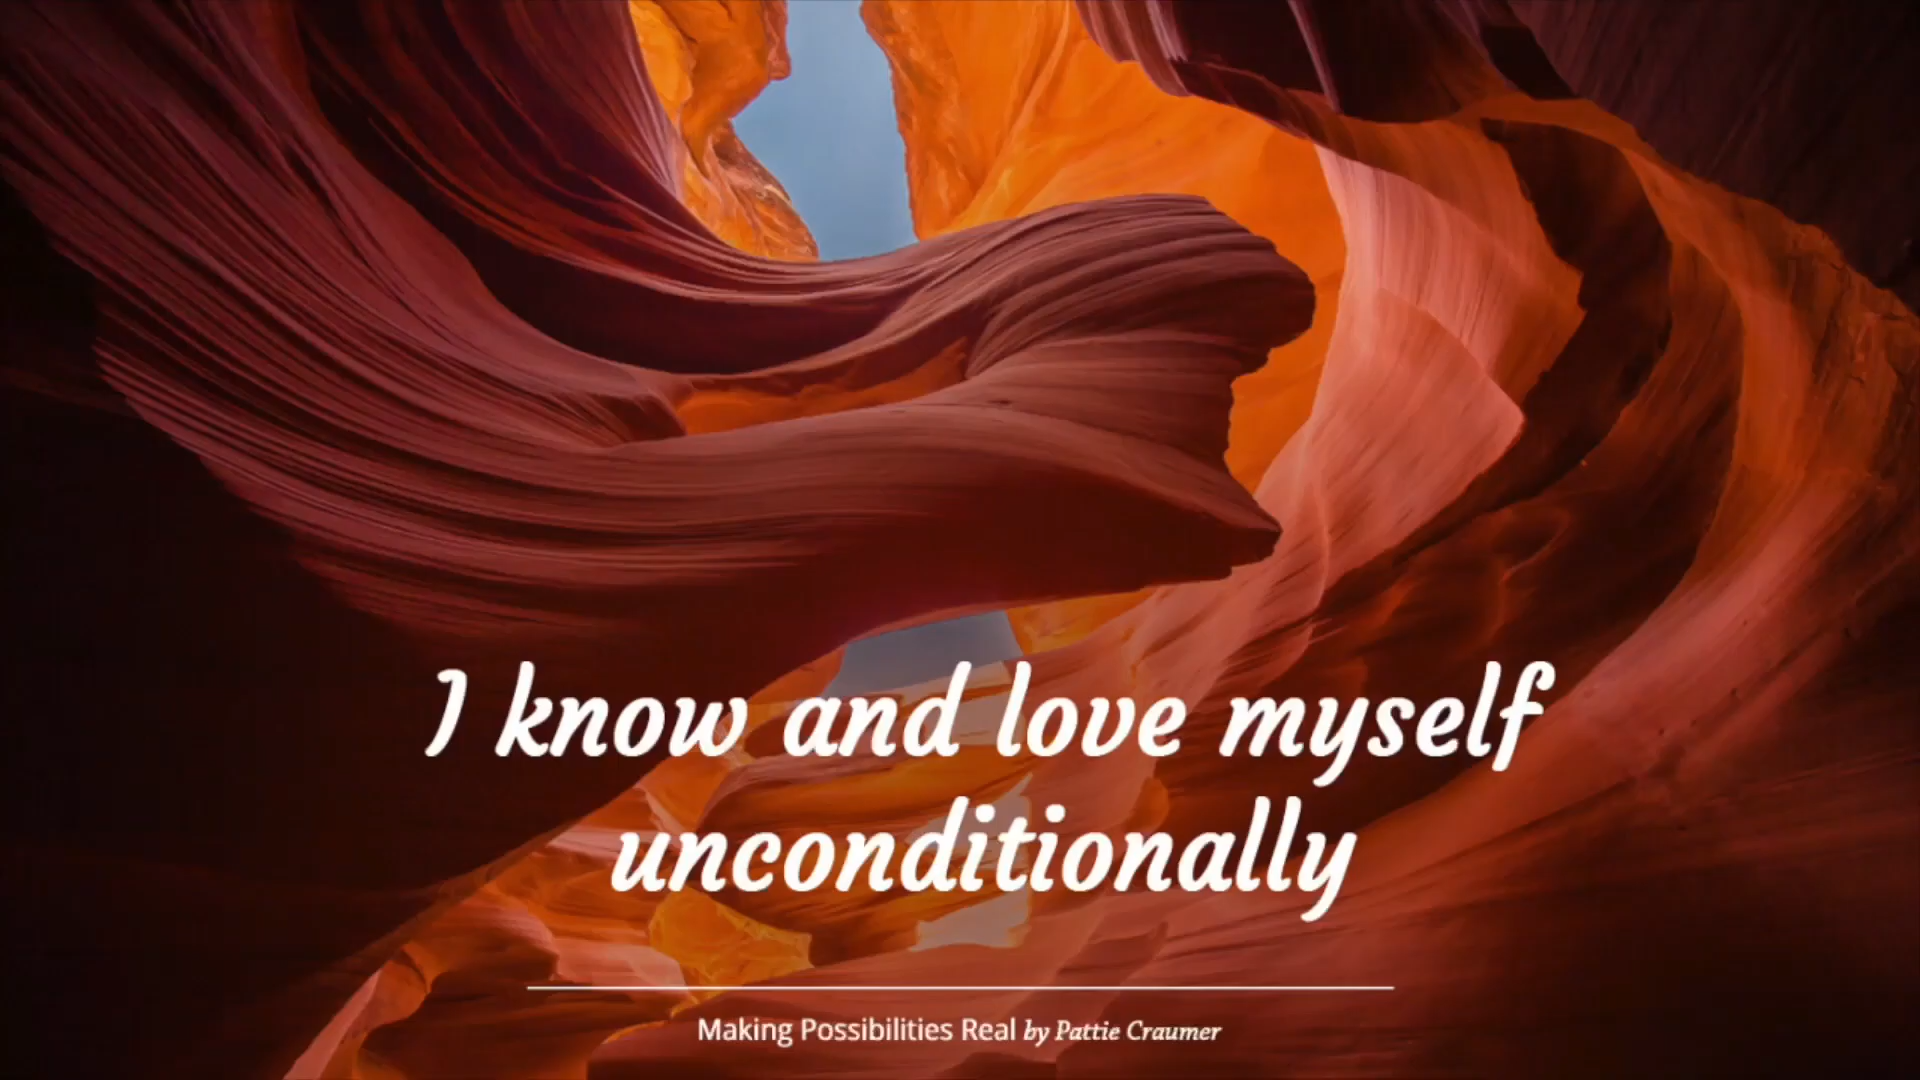 I know and love myself
unconditionally
Making Possibilities Real by Pattie Craumer